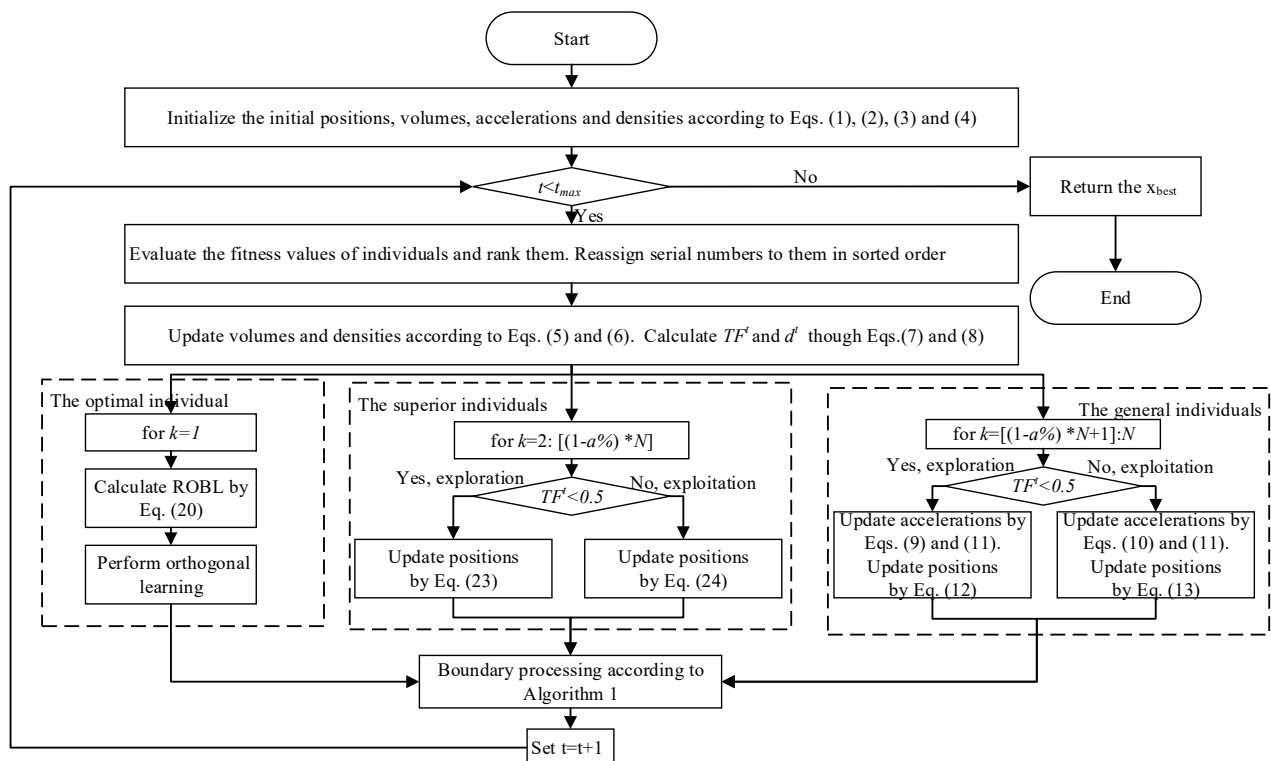 Start
Initialize the initial positions, volumes, accelerations and densities according to Eqs. (1), (2), (3) and (4)
t<tmax
No
Return the xbest
End
Yes
Evaluate the fitness values of individuals and rank them. Reassign serial numbers to them in sorted order
Update volumes and densities according to Eqs. (5) and (6). Calculate TF^t and d^t though Eqs.(7) and (8)
The optimal individual
for k=1
Calculate ROBL by
Eq. (20)
Perform orthogonal
learning
The superior individuals
for k=2: [(1-a%) *N]
Yes, exploration
No, exploitation
TF^t<0.5
Update positions
by Eq. (23)
Update positions
by Eq. (24)
The general individuals
for k=[(1-a%) *N+1]:N
Yes, exploration
No, exploitation
TF^t<0.5
Update accelerations by
Eqs. (9) and (11).
Update positions
by Eq. (12)
Update accelerations by
Eqs. (10) and (11).
Update positions
by Eq. (13)
Boundary processing according to
Algorithm 1
Set t=t+1